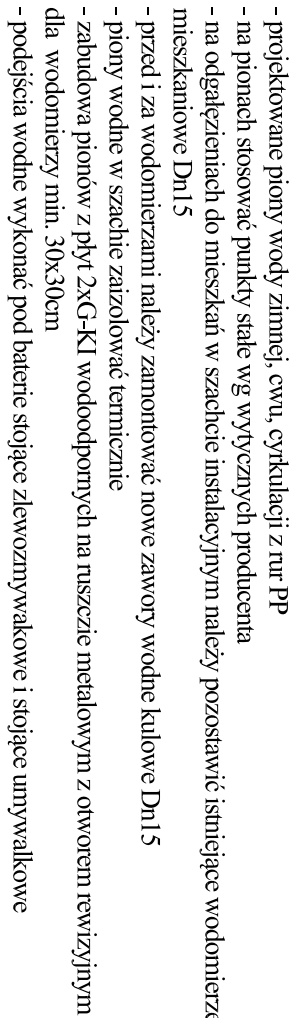 - projektowane piony wody zimnej, cwu, cyrkulacji z rur PP
- na pionach stosować punkty stałe wg wytycznych producenta
- na odgałęzieniach do mieszkań w szachcie instalacyjnym należy pozostawić istniejące wodomierze
mieszkaniowe Dn15
- przed i za wodomierzami należy zamontować nowe zawory wodne kulowe Dn15
- piony wodne w szachcie zaizolować termicznie
- zabudowa pionów z płyt 2xG-KI wodoodpornych na ruszczie metalowym z otworem rewizyjnym
dla wodomierzy min. 30x30cm
- podejścia wodne wykonać pod baterie stojące zlewozmywakowe i stojące umywalkowe